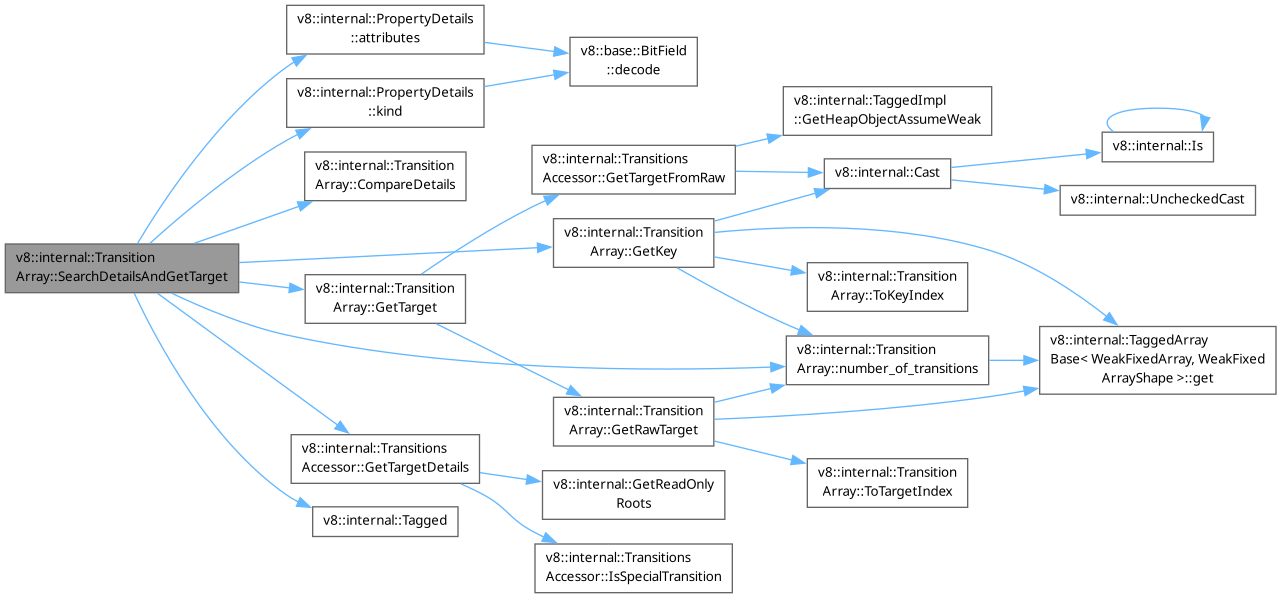 v8::internal::PropertyDetails
::attributes
v8::base::BitField
::decode
v8::internal::PropertyDetails
::kind
v8::internal::TaggedImpl
::GetHeapObjectAssumeWeak
v8::internal::Is
v8::internal::Transition
Array::CompareDetails
v8::internal::Transitions
Accessor::GetTargetFromRaw
v8::internal::Cast
v8::internal::UncheckedCast
v8::internal::Transition
Array::SearchDetailsAndGetTarget
v8::internal::Transition
Array::GetKey
v8::internal::Transition
Array::GetTarget
v8::internal::Transition
Array::ToKeyIndex
v8::internal::Transition
Array::number_of_transitions
v8::internal::TaggedArray
Base< WeakFixedArray, WeakFixed
ArrayShape >::get
v8::internal::Transition
Array::GetRawTarget
v8::internal::Transitions
Accessor::GetTargetDetails
v8::internal::Transition
Array::ToTargetIndex
v8::internal::GetReadOnly
Roots
v8::internal::Tagged
v8::internal::Transitions
Accessor::IsSpecialTransition